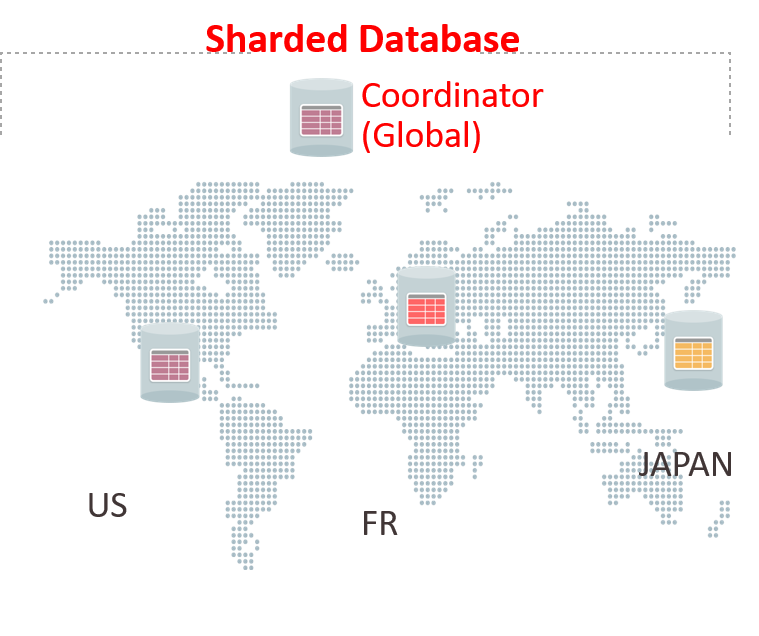 Sharded Database
Coordinator
(Global)
JAPAN
US
FR